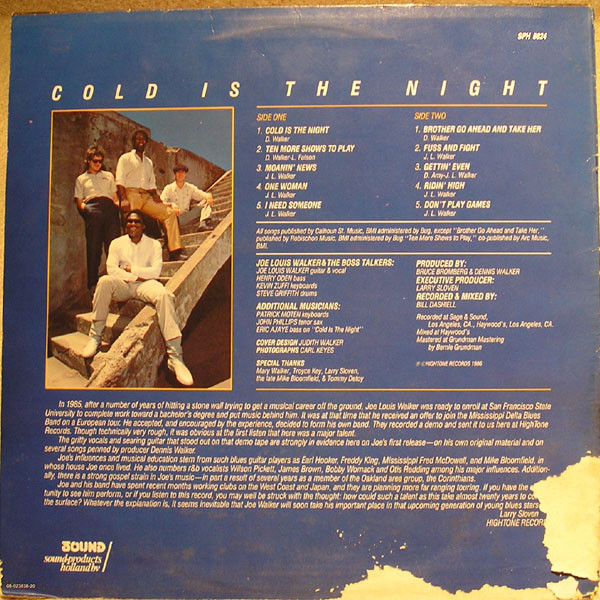 SPH 8624
COLD IS THE NIGHT
SIDE ONE
1. COLD IS THE NIGHT
D. Walker
2. TEN MORE SHOWS TO PLAY
D. Walker-L. Folson
3. MOANIN' NEWS
J. L. Walker
4. ONE WOMAN
J. L. Walker
5. I NEED SOMEONE
J. L. Walker
SIDE TWO
1. BROTHER GO AHEAD AND TAKE HER
D. Walker
2. FUSS AND FIGHT
J. L. Walker
3. GETTIN' EVEN
D. Amy-J. L. Walker
4. RIDIN' HIGH
J. L. Walker
5. DON'T PLAY GAMES
J. L. Walker
All songs published by Calhoun St. Music, BMI administered by Bug, except "Brother Go Ahead and Take Her,"
published by Robischon Music, BMI administered by Bug "Ten More Shows to Play," co-published by Arc Music,
BMI.
JOE LOUIS WALKER & THE BOSS TALKERS:
JOE LOUIS WALKER guitar & vocal
HENRY ODEN bass
KEVIN ZUFFI keyboards
STEVE GRIFFITH drums
ADDITIONAL MUSICIANS:
PATRICK MOTEN keyboards
JOHN PHILLIPS tenor sax
ERIC AJAYE bass on "Cold Is The Night"
COVER DESIGN JUDITH WALKER
PHOTOGRAPHS CARL KEYES
SPECIAL THANKS
Mary Walker, Troyce Key, Larry Sloven,
the late Mike Bloomfield, & Tommy Detoy
PRODUCED BY:
BRUCE BROMBERG & DENNIS WALKER
EXECUTIVE PRODUCER:
LARRY SLOVEN
RECORDED & MIXED BY:
BILL DASHIELL
Recorded at Sage & Sound,
Los Angeles, CA., Haywood's, Los Angeles, CA.
Mixed at Haywood's
Mastered at Grundman Mastering
by Bernie Grundman
℗ © HIGHTONE RECORDS 1986
In 1985, after a number of years of hitting a stone wall trying to get a musical career off the ground, Joe Louis Walker was ready to enroll at San Francisco State
University to complete work toward a bachelor's degree and put music behind him. It was at that time that he received an offer to join the Mississippi Delta Blues
Band on a European tour. He accepted, and encouraged by the experience, decided to form his own band. They recorded a demo and sent it to us here at HighTone
Records. Though technically very rough, it was obvious at first listen that here was a major talent.
The gritty vocals and searing guitar that stood out on that demo tape are strongly in evidence here on Joe's first release—on his own original material and on
several songs penned by producer Dennis Walker.
Joe's influences and musical education stem from such blues guitar players as Earl Hooker, Freddy King, Mississippi Fred McDowell, and Mike Bloomfield, in
whose house Joe once lived. He also numbers r&b vocalists Wilson Pickett, James Brown, Bobby Womack and Otis Redding among his major influences. Addition-
ally, there is a strong gospel strain in Joe's music—in part a result of several years as a member of the Oakland area group, the Corinthians.
Joe and his band have spent recent months working clubs on the West Coast and Japan, and they are planning more far ranging touring. If you have the
tunity to see him perform, or if you listen to this record, you may well be struck with the thought: how could such a talent as this take almost twenty years to
the surface? Whatever the explanation is, it seems inevitable that Joe Walker will soon take his important place in that upcoming generation of young blues stars.
Larry Sloven
HIGHTONE RECORD
SOUND
sound-products
holland bv